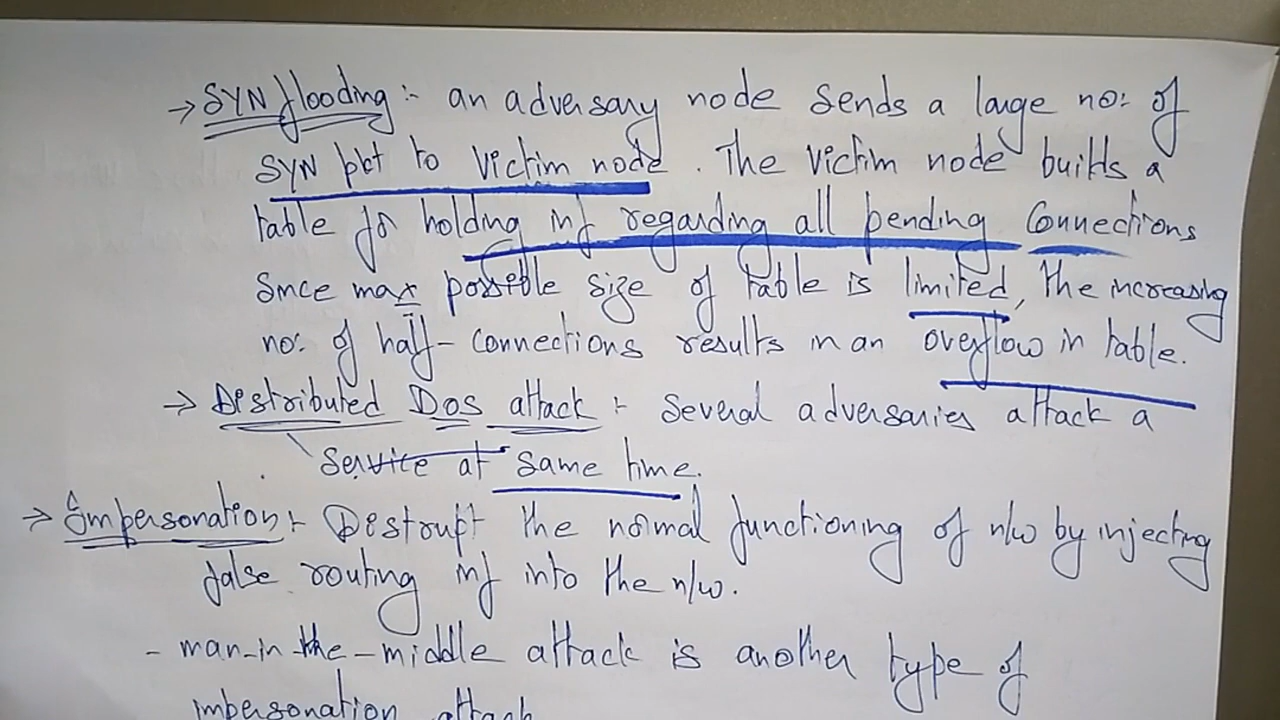 → SYN flooding :- an adversary node sends a large no: of
SYN pkt to victim node. The victim node builds a
table for holding inf regarding all pending connections
Since max possible size of table is limited, the increasing
no: of half-connections results in an overflow in table.
→ Distributed DoS attack :- Several adversaries attack a
Service at same time.
→ Impersonation :- Distrupt the normal functioning of n/w by injecting
false routing inf into the n/w.
- man-in-the-middle attack is another type of
impersonation attack